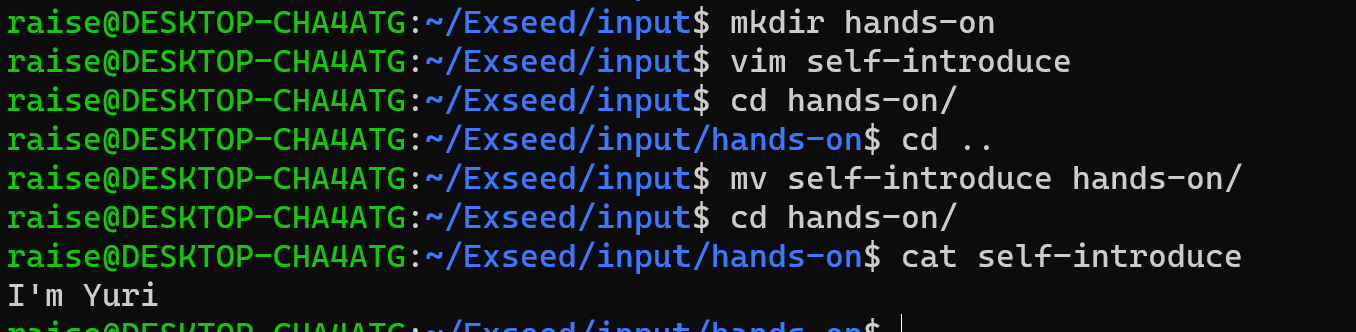 raise@DESKTOP-CHA4ATG:~/Exseed/input$ mkdir hands-on
raise@DESKTOP-CHA4ATG:~/Exseed/input$ vim self-introduce
raise@DESKTOP-CHA4ATG:~/Exseed/input$ cd hands-on/
raise@DESKTOP-CHA4ATG:~/Exseed/input/hands-on$ cd ..
raise@DESKTOP-CHA4ATG:~/Exseed/input$ mv self-introduce hands-on/
raise@DESKTOP-CHA4ATG:~/Exseed/input$ cd hands-on/
raise@DESKTOP-CHA4ATG:~/Exseed/input/hands-on$ cat self-introduce
I'm Yuri
raise@DESKTOP-CHA4ATG:~/Exseed/input/hands-on$